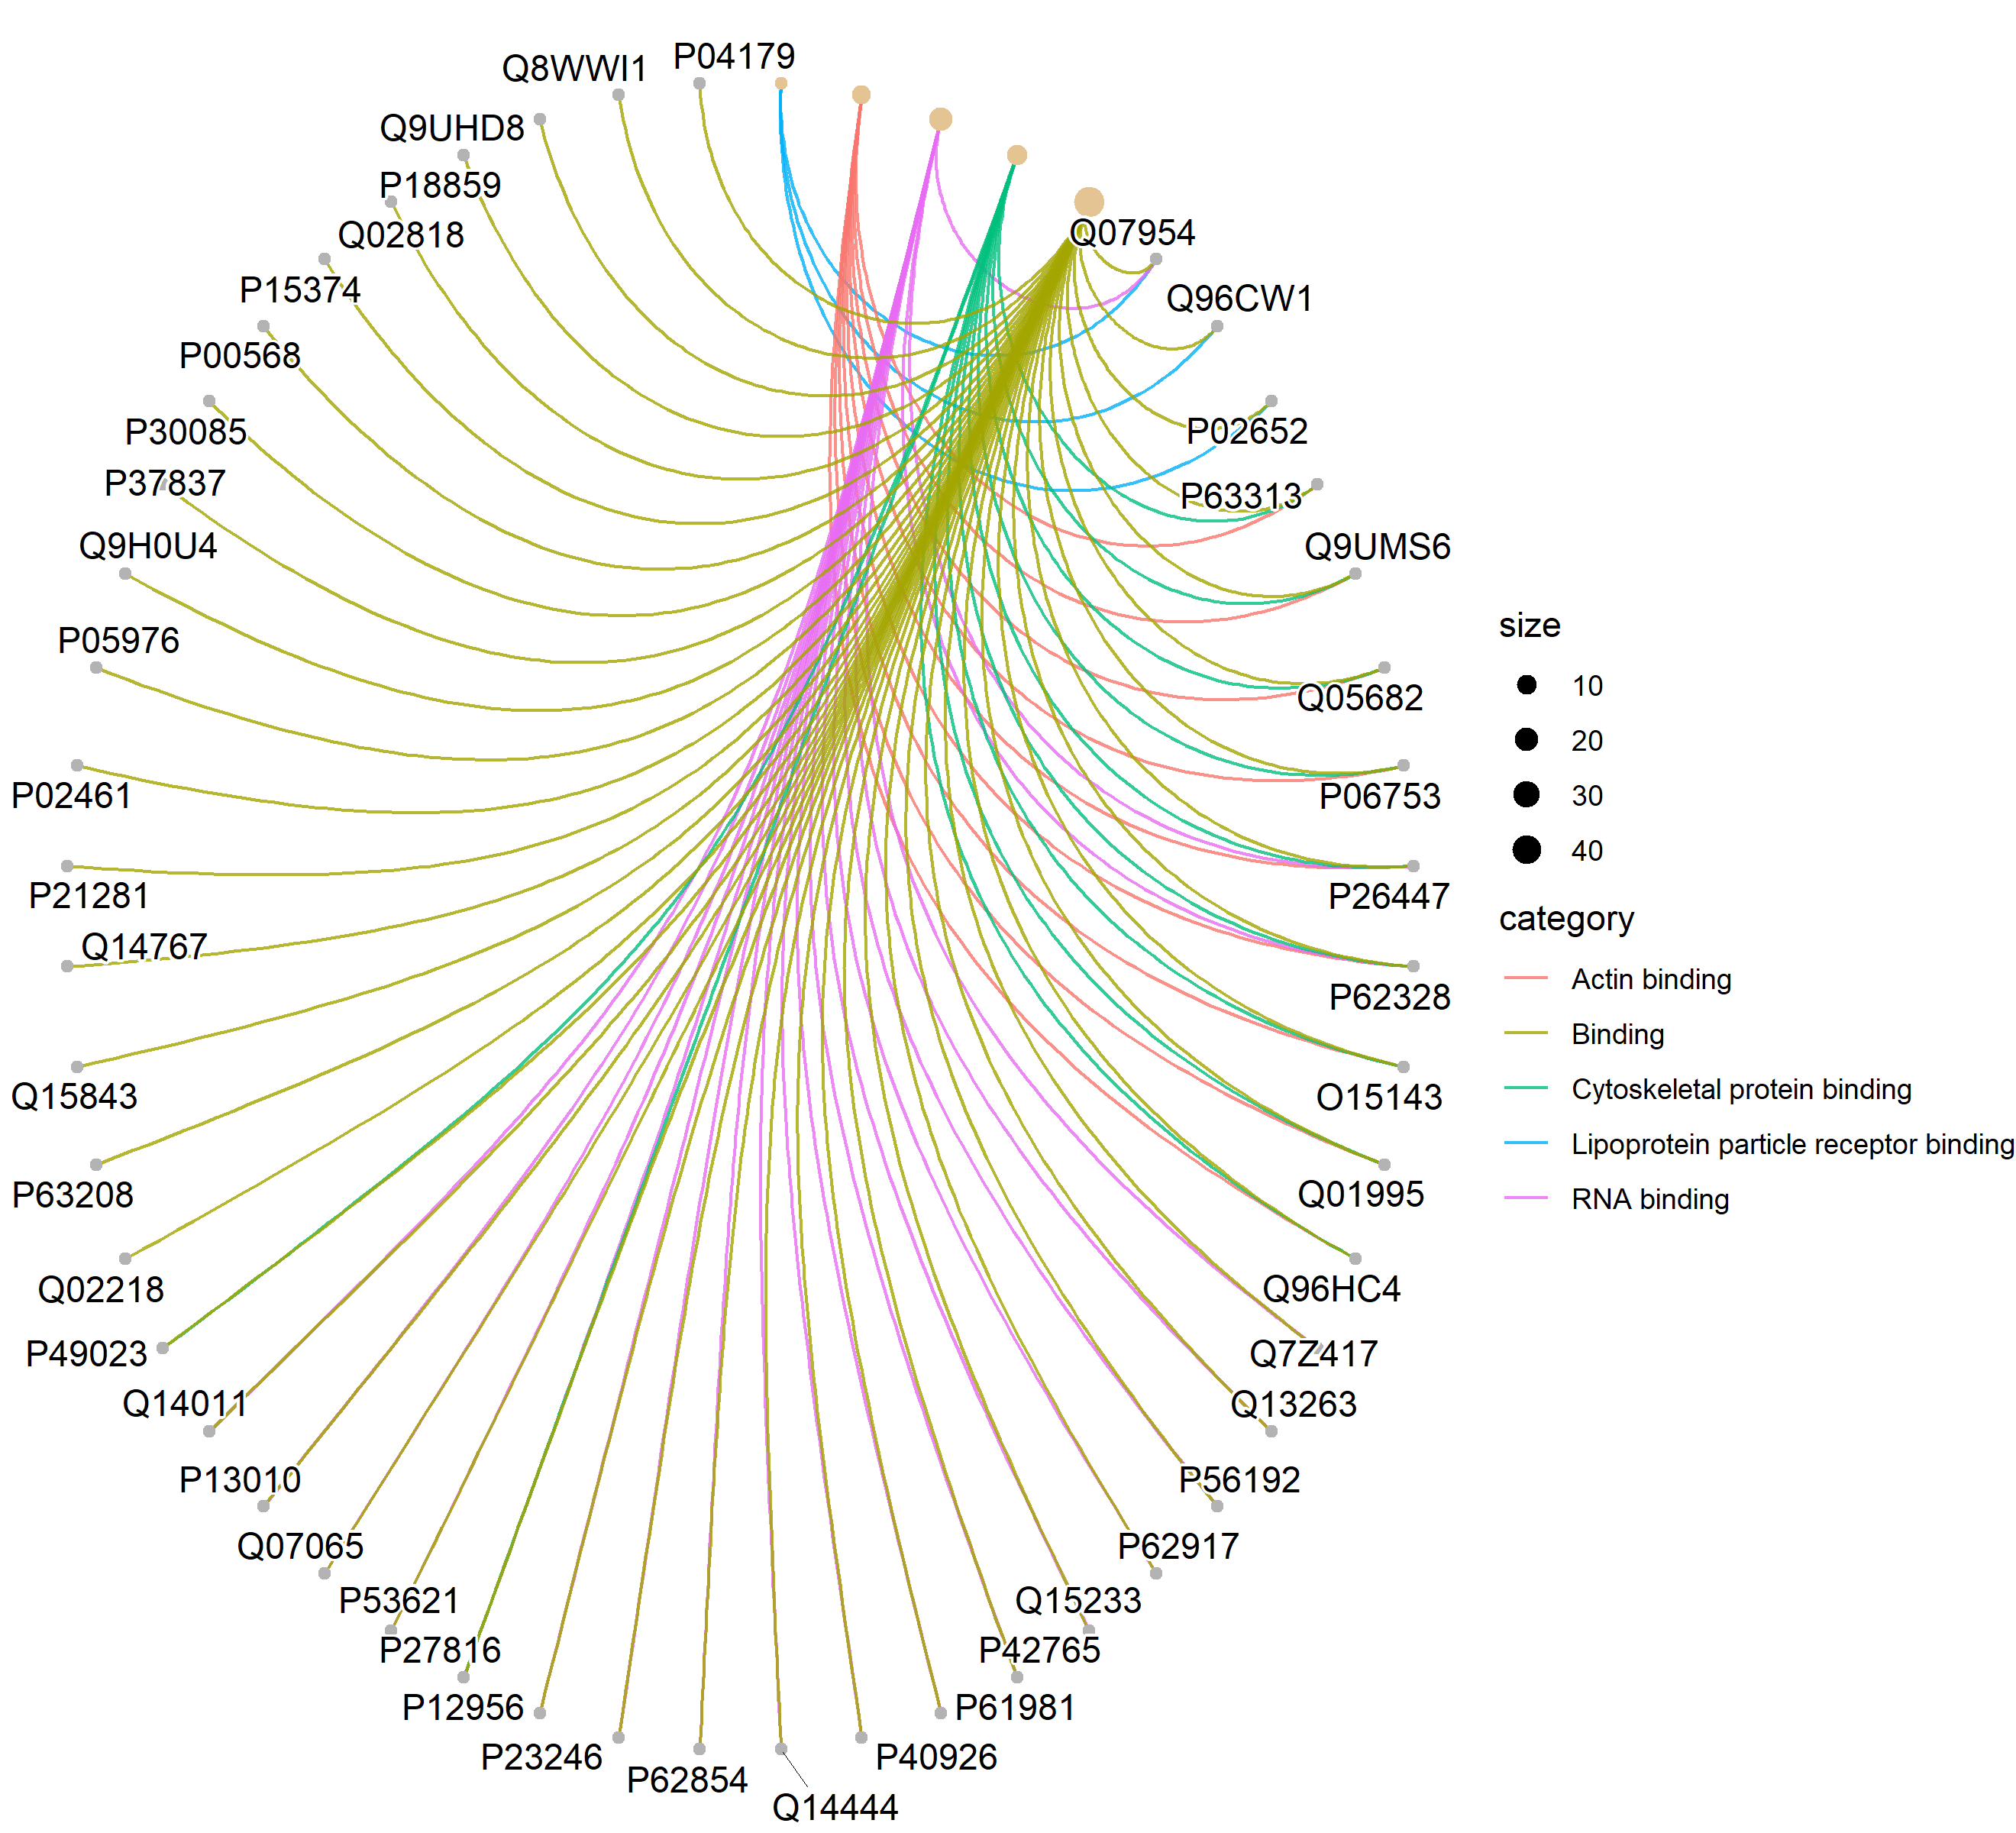 P04179
Q8WWI1
Q9UHD8
P18859
Q02818
Q07954
P15374
Q96CW1
P00568
P30085
P02652
P37837
P63313
Q9H0U4
Q9UMS6
P05976
Q05682
P02461
P06753
P21281
P26447
Q14767
P62328
Q15843
O15143
P63208
Q01995
Q02218
Q96HC4
P49023
Q7Z417
Q14011
Q13263
P13010
P56192
Q07065
P62917
P53621
Q15233
P27816
P42765
P12956
P61981
P23246
P40926
P62854
Q14444
size
10
20
30
40
category
Actin binding
Binding
Cytoskeletal protein binding
Lipoprotein particle receptor binding
RNA binding